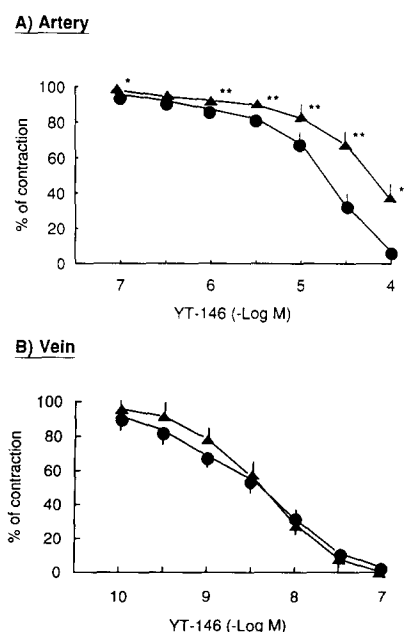 A) Artery
% of contraction
100
80
60
40
20
0
* ** ** ** ** *
7 6 5 4
YT-146 (-Log M)
B) Vein
% of contraction
100
80
60
40
20
0
10 9 8 7
YT-146 (-Log M)